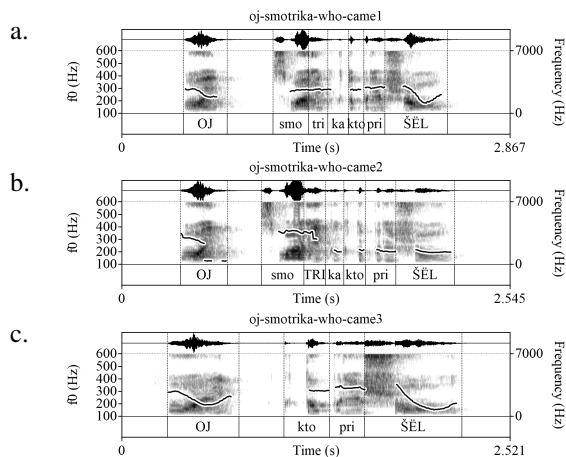 a.
oj-smotrika-who-came1
600
500
400
300
200
100
f0 (Hz)
7000
0
Frequency (Hz)
OJ smo tri ka kto pri ŠËL
0 Time (s) 2.867
b.
oj-smotrika-who-came2
600
500
400
300
200
100
f0 (Hz)
7000
0
Frequency (Hz)
OJ smo TRI ka kto pri ŠËL
0 Time (s) 2.545
c.
oj-smotrika-who-came3
600
500
400
300
200
100
f0 (Hz)
7000
0
Frequency (Hz)
OJ kto pri ŠËL
0 Time (s) 2.521